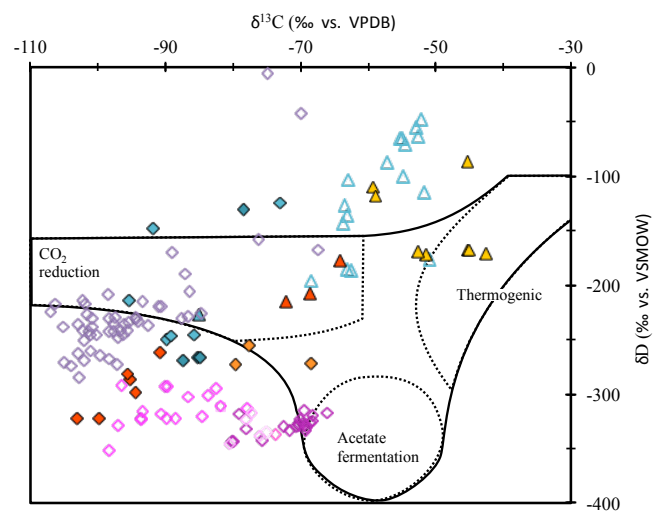 δ¹³C (‰ vs. VPDB)
-110 -90 -70 -50 -30
0
-100
CO₂
reduction
-200
Thermogenic
δD (‰ vs. VSMOW)
-300
Acetate
fermentation
-400